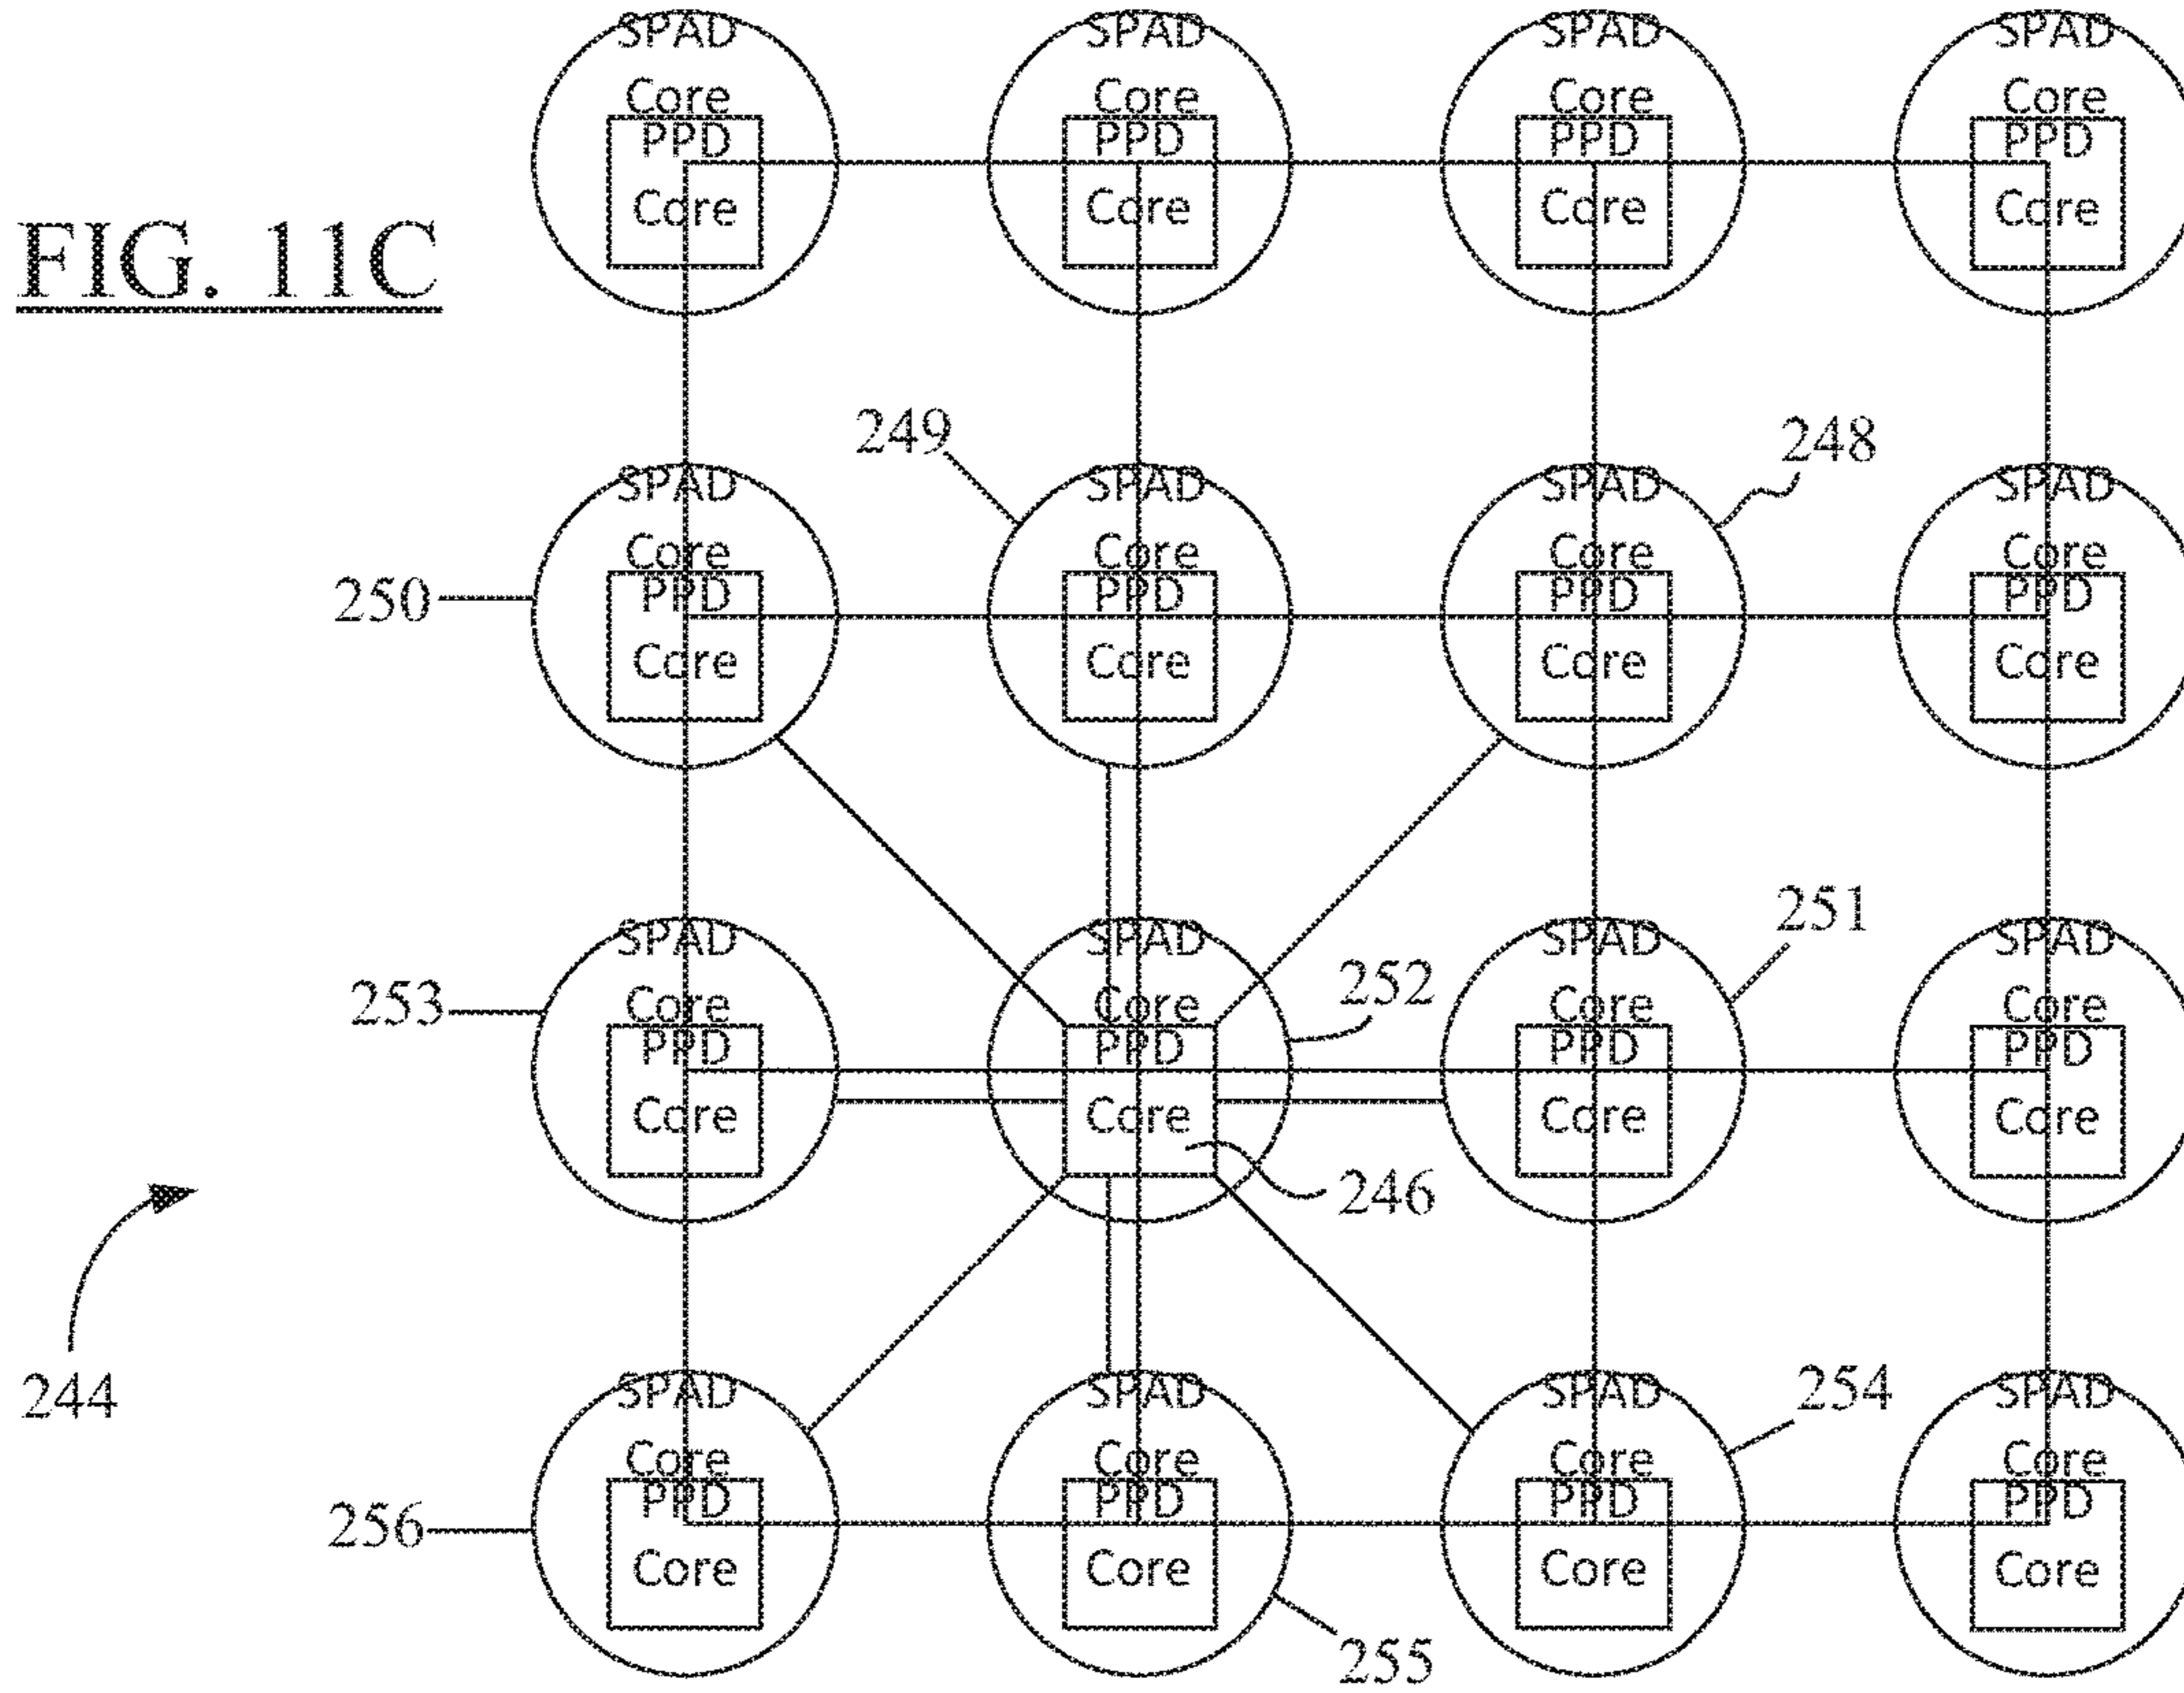 SPAD SPAD SPAD SPAD
Core Core Core Core
PPD PPD PPD PPD
Core Core Core Core
FIG. 11C
249 248
SPAD SPAD SPAD SPAD
Core Core Core Core
250 PPD PPD PPD PPD
Core Core Core Core
251
SPAD SPAD SPAD SPAD
252
253 Core Core Core Core
PPD PPD PPD PPD
Core Core Core Core
246
244
254
SPAD SPAD SPAD SPAD
Core Core Core Core
256 PPD PPD PPD PPD
Core Core Core Core
255